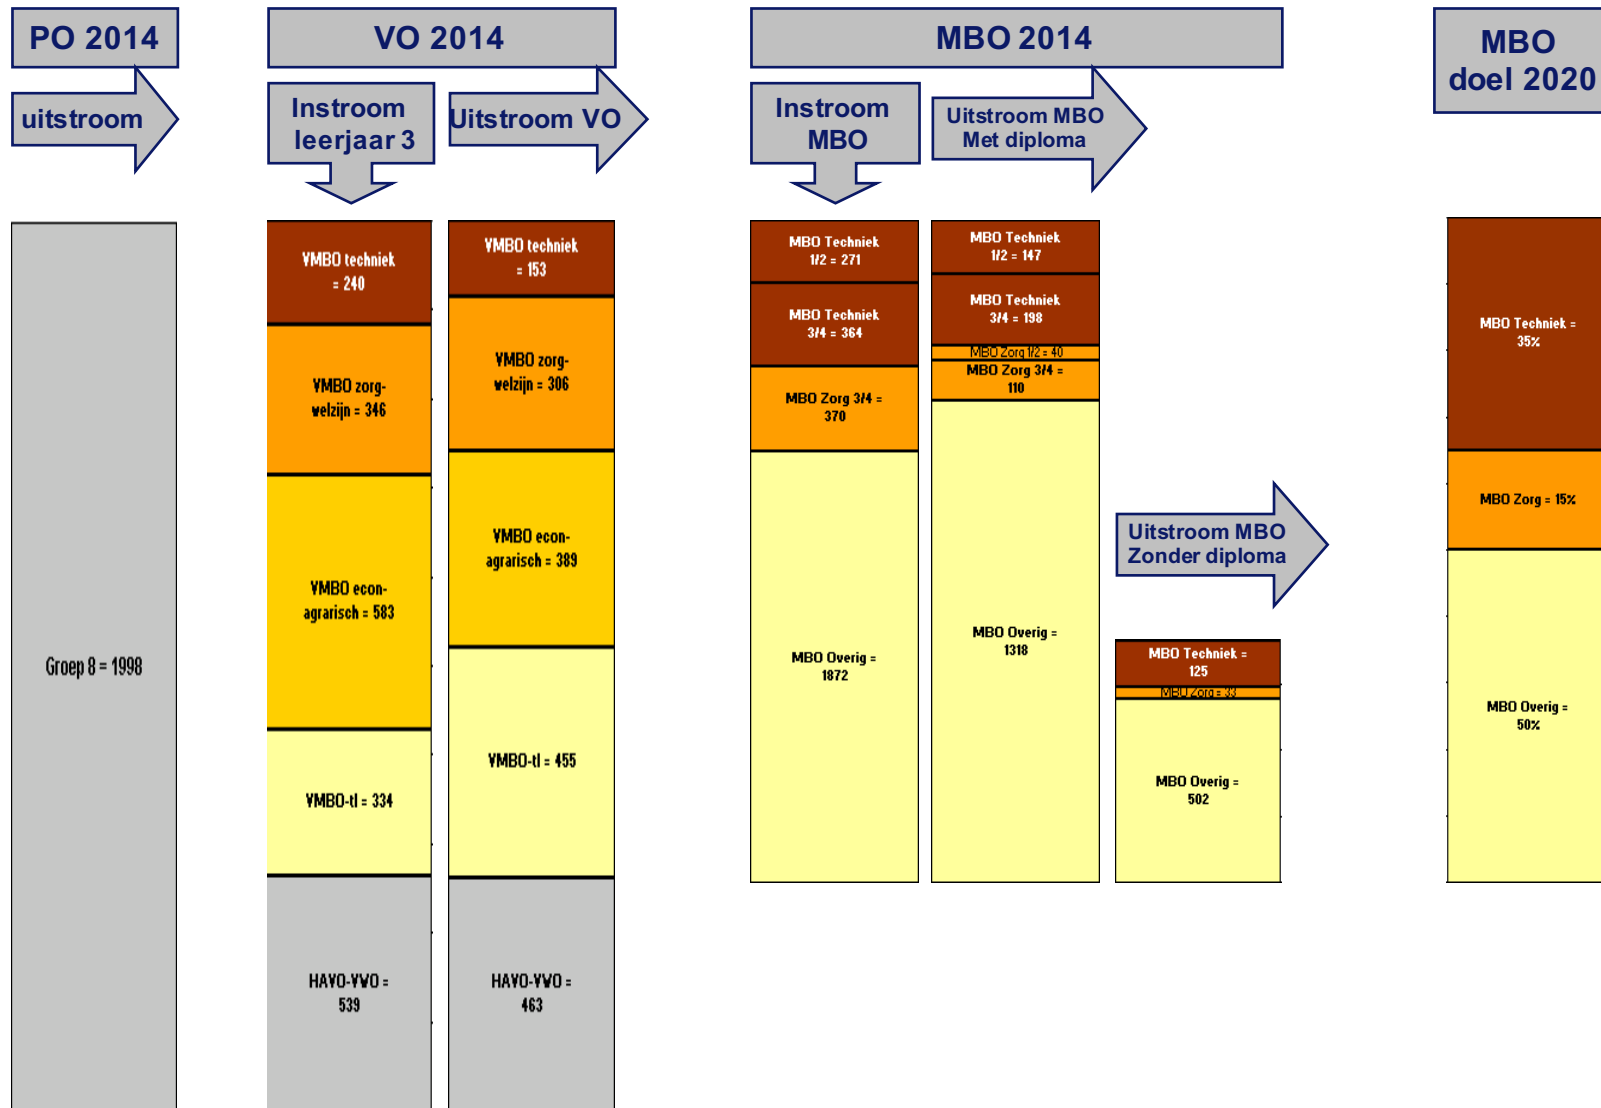 PO 2014
VO 2014
MBO 2014
MBO
doel 2020
uitstroom
Instroom
leerjaar 3
Uitstroom VO
Instroom
MBO
Uitstroom MBO
Met diploma
Groep 8 = 1998
VMBO techniek
= 240
VMBO zorg-
welzijn = 346
VMBO econ-
agrarisch = 583
VMBO-tl = 334
HAVO-VWO =
539
VMBO techniek
= 153
VMBO zorg-
welzijn = 306
VMBO econ-
agrarisch = 389
VMBO-tl = 455
HAVO-VWO =
463
MBO Techniek
1/2 = 271
MBO Techniek
3/4 = 364
MBO Zorg 3/4 =
370
MBO Overig =
1872
MBO Techniek
1/2 = 147
MBO Techniek
3/4 = 198
MBO Zorg 1/2 = 40
MBO Zorg 3/4 =
110
MBO Overig =
1318
Uitstroom MBO
Zonder diploma
MBO Techniek =
125
MBO Zorg = 33
MBO Overig =
502
MBO Techniek =
35%
MBO Zorg = 15%
MBO Overig =
50%